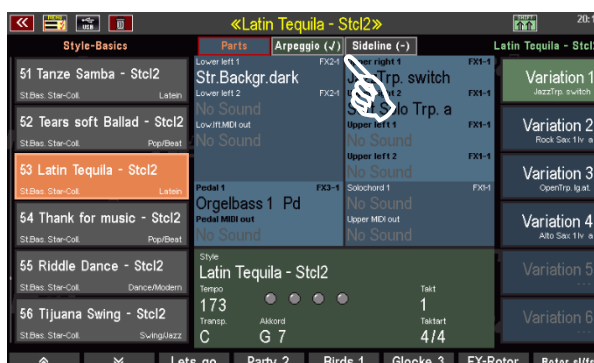 «Latin Tequila - Stcl2»
20:1
Style-Basics
Parts
Arpeggio (√)
Sideline (-)
Latin Tequila - Stcl
51 Tanze Samba - Stcl2
St.Bas. Star-Coll.
Latein
52 Tears soft Ballad - Stcl2
St.Bas. Star-Coll.
Pop/Beat
53 Latin Tequila - Stcl2
St.Bas. Star-Coll.
Latein
54 Thank for music - Stcl2
St.Bas. Star-Coll.
Pop/Beat
55 Riddle Dance - Stcl2
St.Bas. Star-Coll.
Dance/Modern
56 Tijuana Swing - Stcl2
St.Bas. Star-Coll.
Swing/Jazz
Lower left 1
FX2-1
Str.Backgr.dark
Lower left 2
FX2-1
No Sound
Low.lft.MIDI out
No Sound
Pedal 1
FX3-1
Orgelbass 1 Pd
Pedal MIDI out
No Sound
right 1
FX1-1
Trp. switch
FX1-1
Solo Trp. a
Upper left 1
FX1-1
No Sound
Upper left 2
FX1-1
No Sound
Solochord 1
FX1-1
No Sound
Upper MIDI out
No Sound
Style
Latin Tequila - Stcl2
Tempo
173
Takt
1
Transp.
C
Akkord
G 7
Taktart
4/4
Variation 1
JazzTrp. switch
Variation 2
Rock Sax 1 lv a
Variation 3
OpenTrp. lg.at.
Variation 4
Alto Sax 1 lv a
Variation 5
Variation 6
Lets go
Party 2
Birds 1
Glocke 3
FX-Rotor
Rotor sl/fs